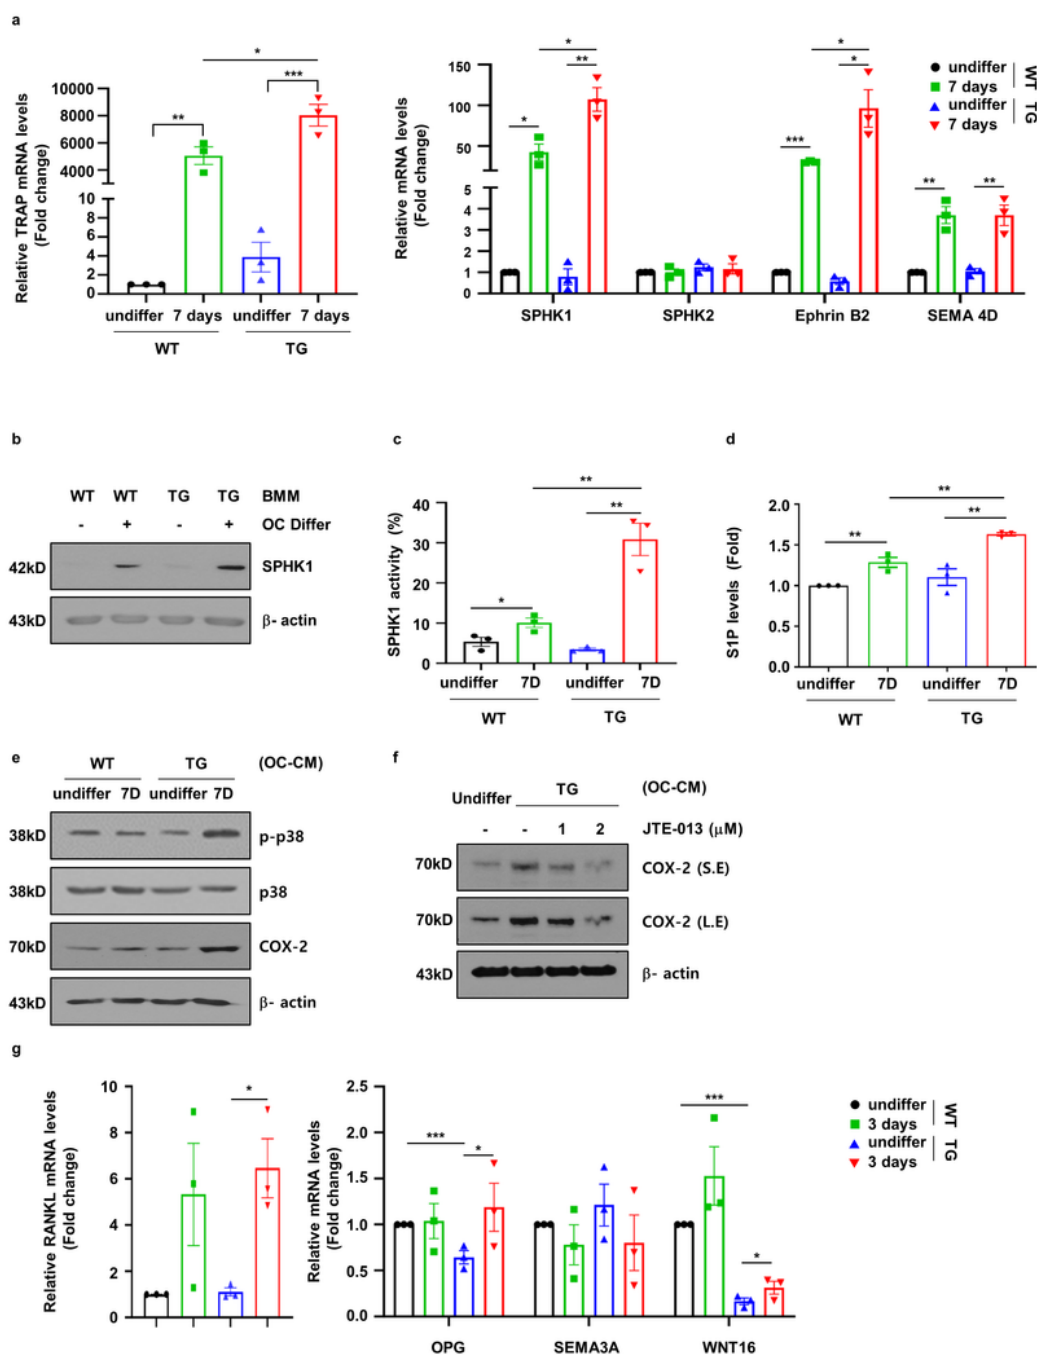 a
Relative TRAP mRNA levels
(Fold change)
10000
8000
6000
4000
10
8
6
4
2
0
*
**
***
undiffer 7 days undiffer 7 days
WT TG
Relative mRNA levels
(Fold change)
150
100
50
5
4
3
2
1
0
* ** *
* * ***
** **
SPHK1 SPHK2 Ephrin B2 SEMA 4D
undiffer
7 days
WT
undiffer
7 days
TG
b
WT WT TG TG BMM
- + - + OC Differ
42kD SPHK1
43kD β- actin
c
SPHK1 activity (%)
40
30
20
10
0
* ** **
undiffer 7D undiffer 7D
WT TG
d
S1P levels (Fold)
2.0
1.5
1.0
0.0
** ** **
undiffer 7D undiffer 7D
WT TG
e
WT TG (OC-CM)
undiffer 7D undiffer 7D
38kD p-p38
38kD p38
70kD COX-2
43kD β- actin
f
Undiffer TG (OC-CM)
- - 1 2 JTE-013 (μM)
70kD COX-2 (S.E)
70kD COX-2 (L.E)
43kD β- actin
g
Relative RANKL mRNA levels
(Fold change)
10
8
6
4
2
0
*
Relative mRNA levels
(Fold change)
2.5
2.0
1.5
1.0
0.5
0.0
*** * *** *
OPG SEMA3A WNT16
undiffer
3 days
WT
undiffer
3 days
TG